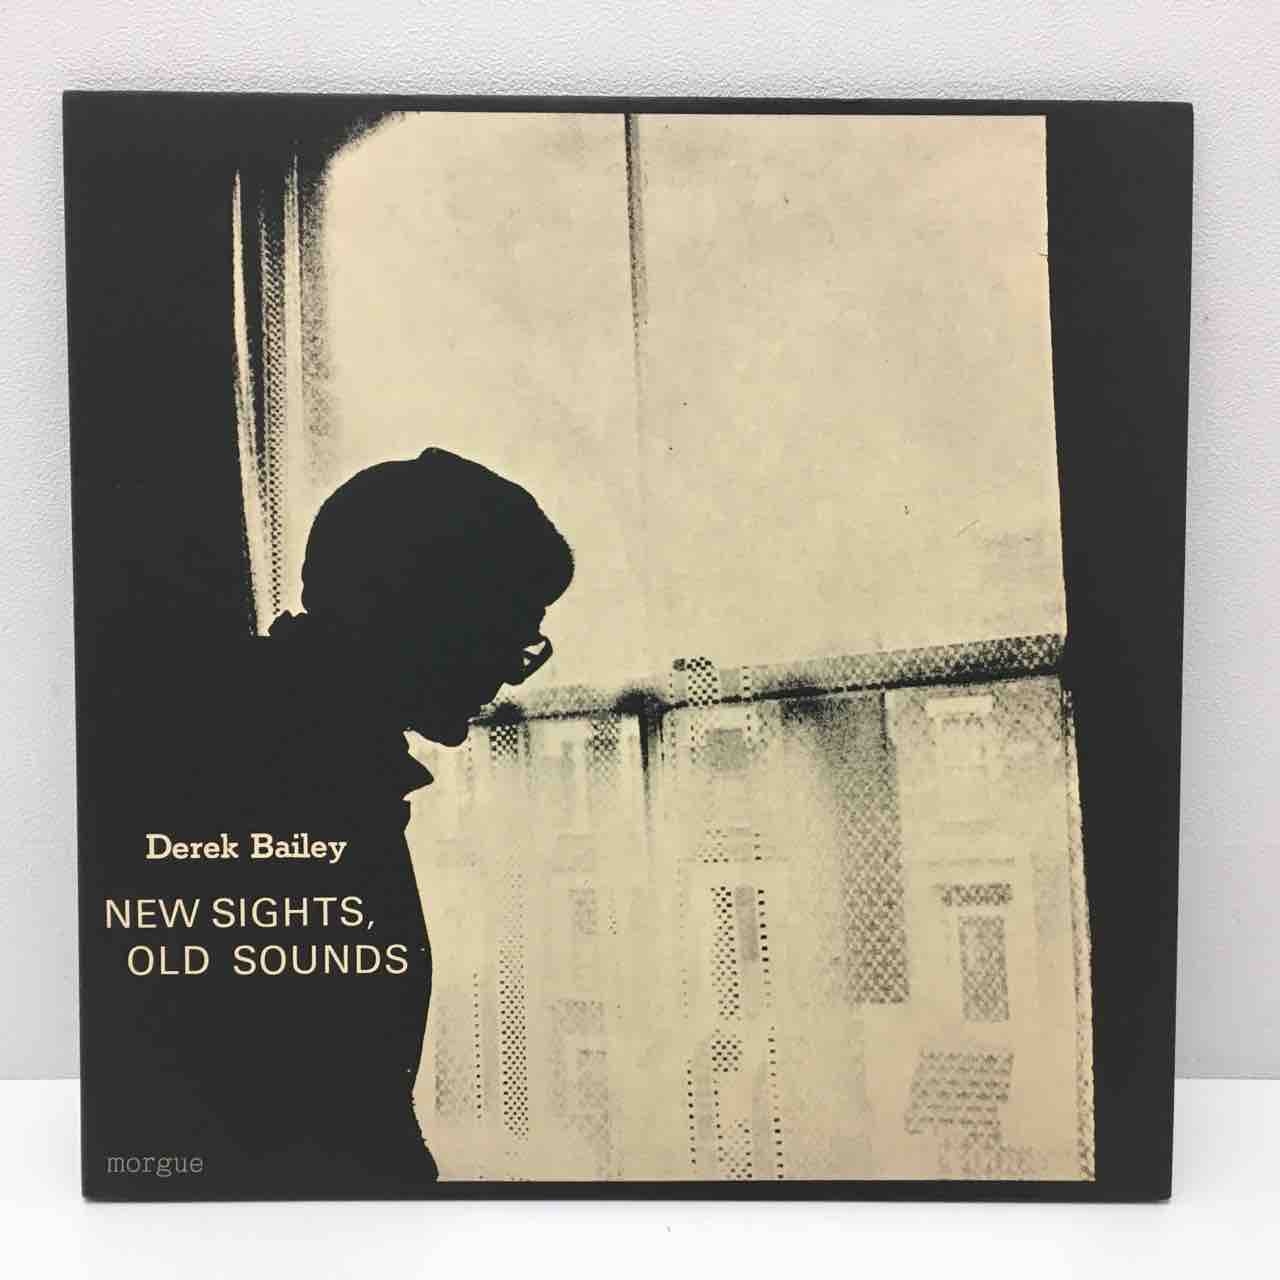 Derek Bailey
NEW SIGHTS,
OLD SOUNDS
morgue